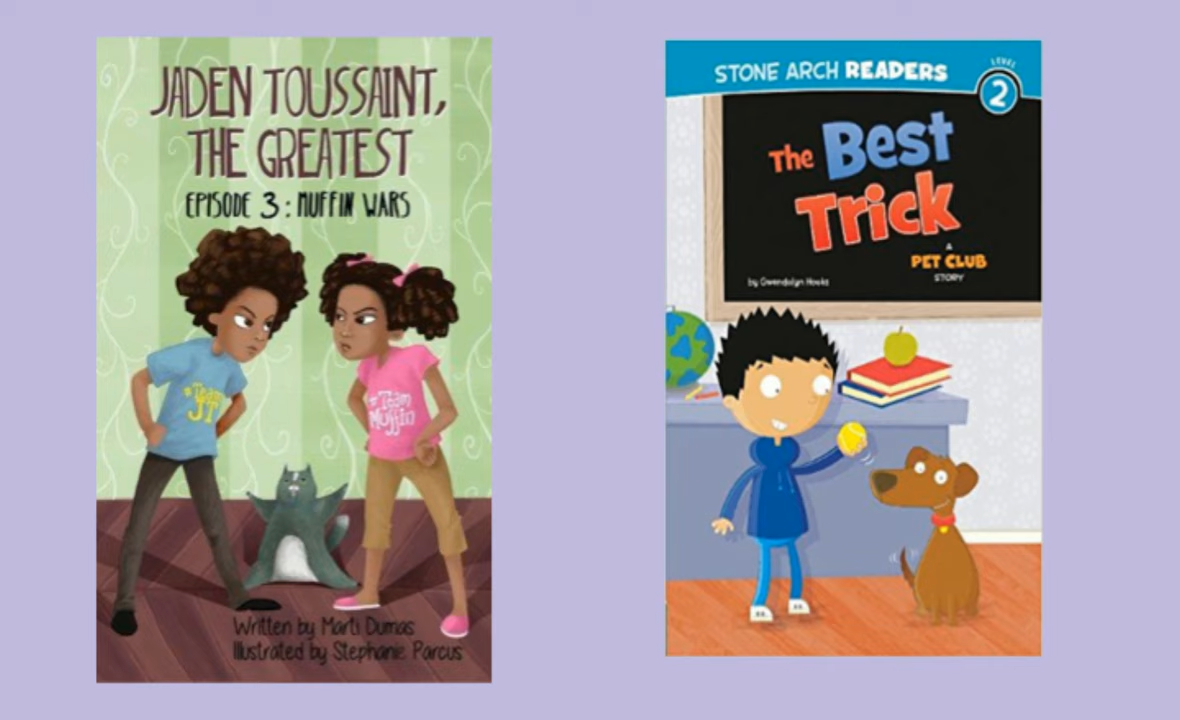 JADEN TOUSSAINT,
THE GREATEST
EPISODE 3: MUFFIN WARS
#Team
JT
#Team
Muffin
Written by Marti Dumas
Illustrated by Stephanie Parcus
STONE ARCH READERS
LEVEL
2
The Best
Trick
A
PET CLUB
STORY
by Gwendolyn Hooks